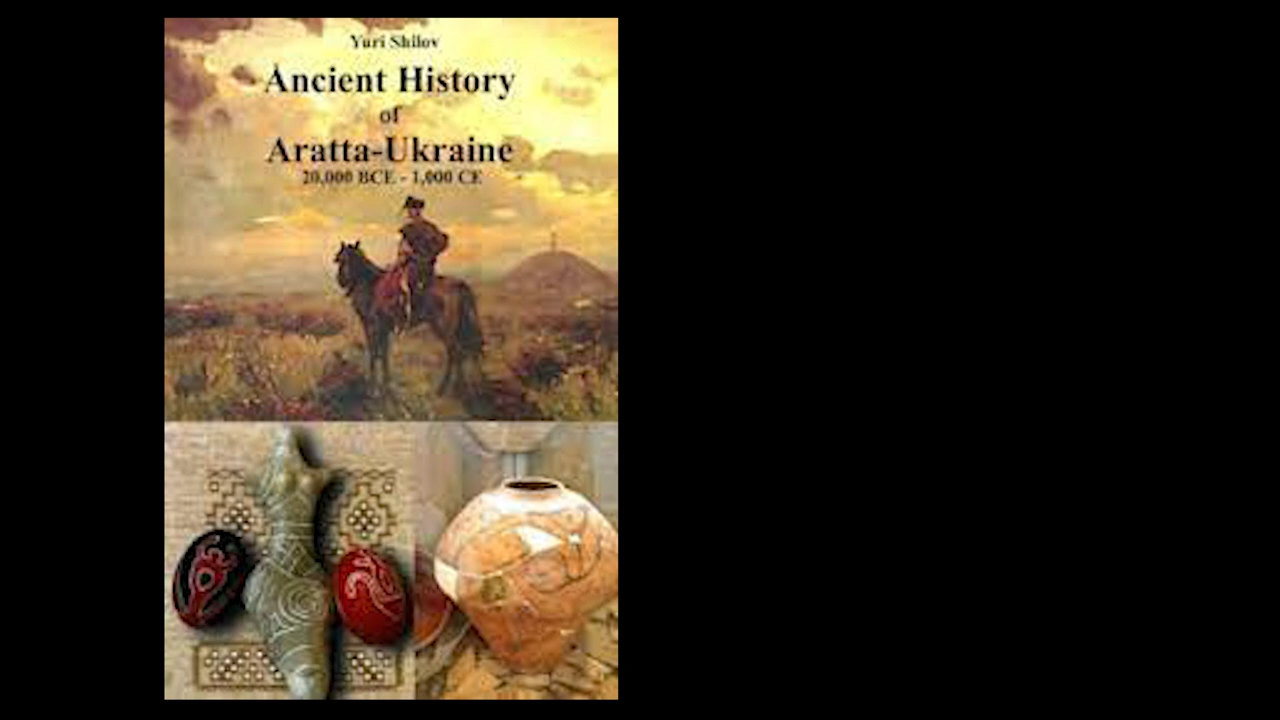 Yuri Shilov
Ancient History
of
Aratta-Ukraine
20,000 BCE - 1,000 CE